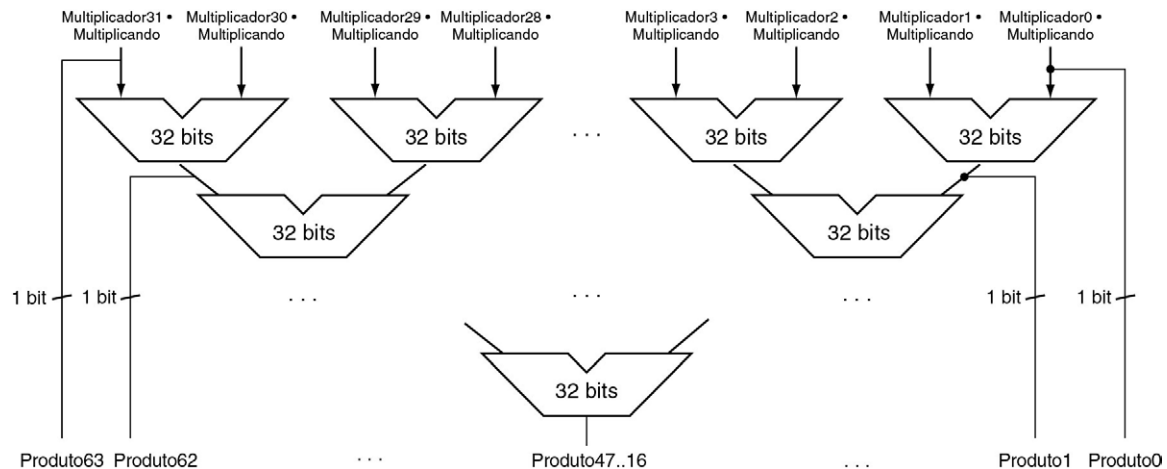 Multiplicador31 • Multiplicador30 • Multiplicador29 • Multiplicador28 • Multiplicador3 • Multiplicador2 • Multiplicador1 • Multiplicador0 •
Multiplicando Multiplicando Multiplicando Multiplicando Multiplicando Multiplicando Multiplicando Multiplicando
32 bits 32 bits . . . 32 bits 32 bits
32 bits 32 bits
1 bit 1 bit . . . . . . . . . 1 bit 1 bit
32 bits
Produto63 Produto62 . . . Produto47..16 . . . Produto1 Produto0